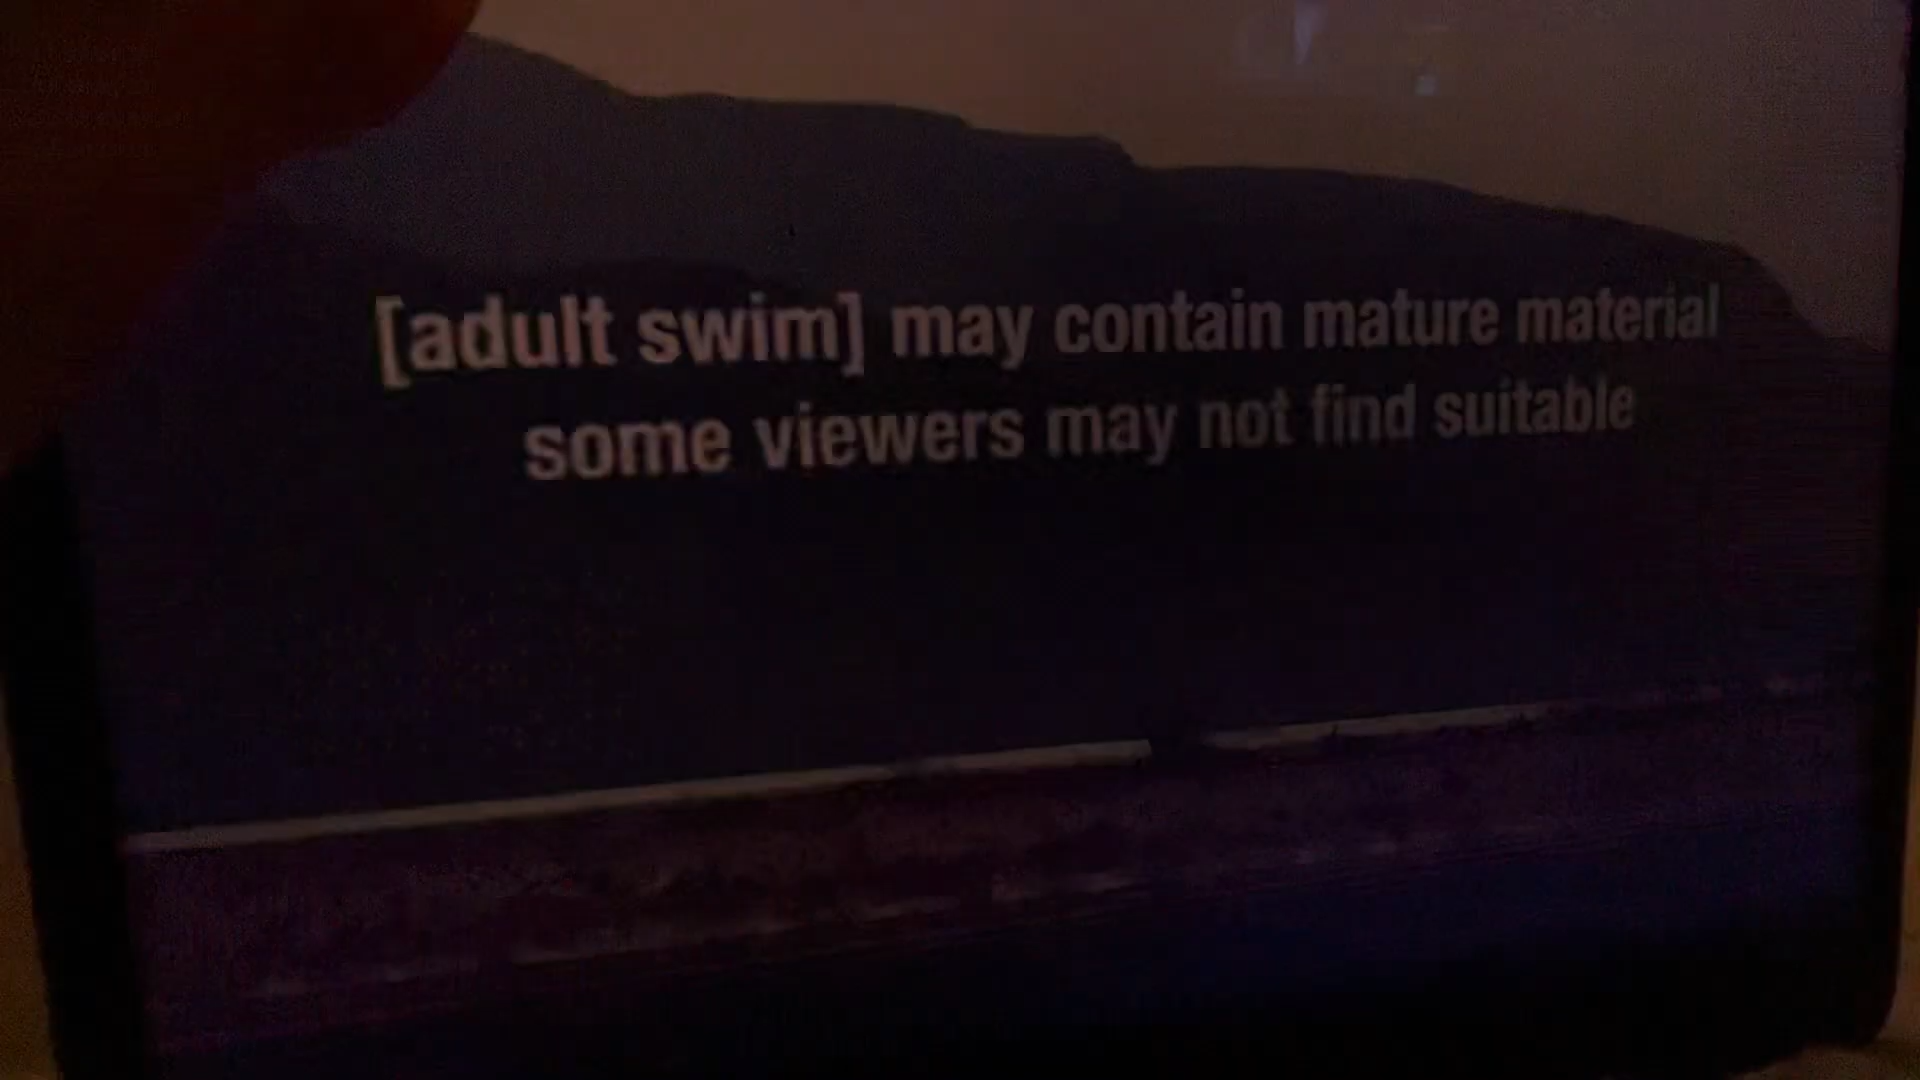 [adult swim] may contain mature material
some viewers may not find suitable